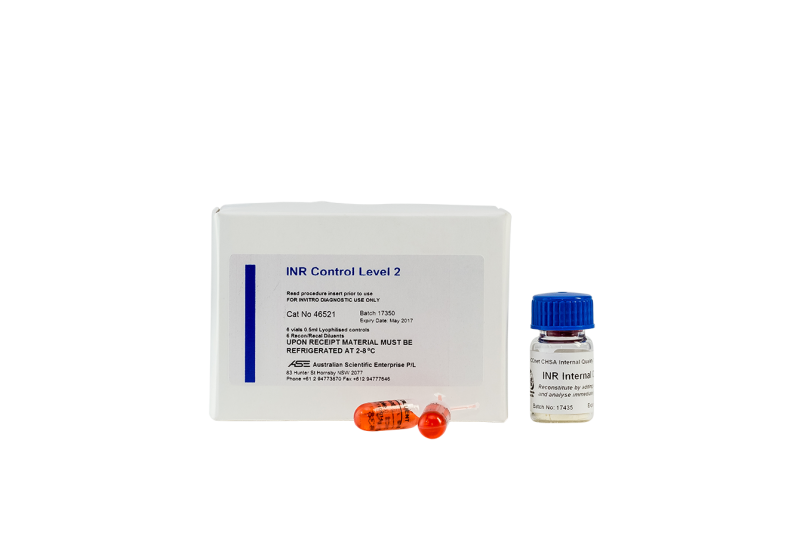 INR Control Level 2
Read procedure insert prior to use
FOR INVITRO DIAGNOSTIC USE ONLY
Cat No 46521
Batch 17350
Expiry Date: May 2017
6 vials 0.5ml Lyophilised controls
6 Recon/Recal Diluents
UPON RECEIPT MATERIAL MUST BE
REFRIGERATED AT 2-8°C
ASE Australian Scientific Enterprise P/L
83 Hunter St Hornsby NSW 2077
Phone +61 2 94773870 Fax +612 94777646
CHSA Internal
INR Internal
Reconstitute by adding
and analyse
Batch No: 17435